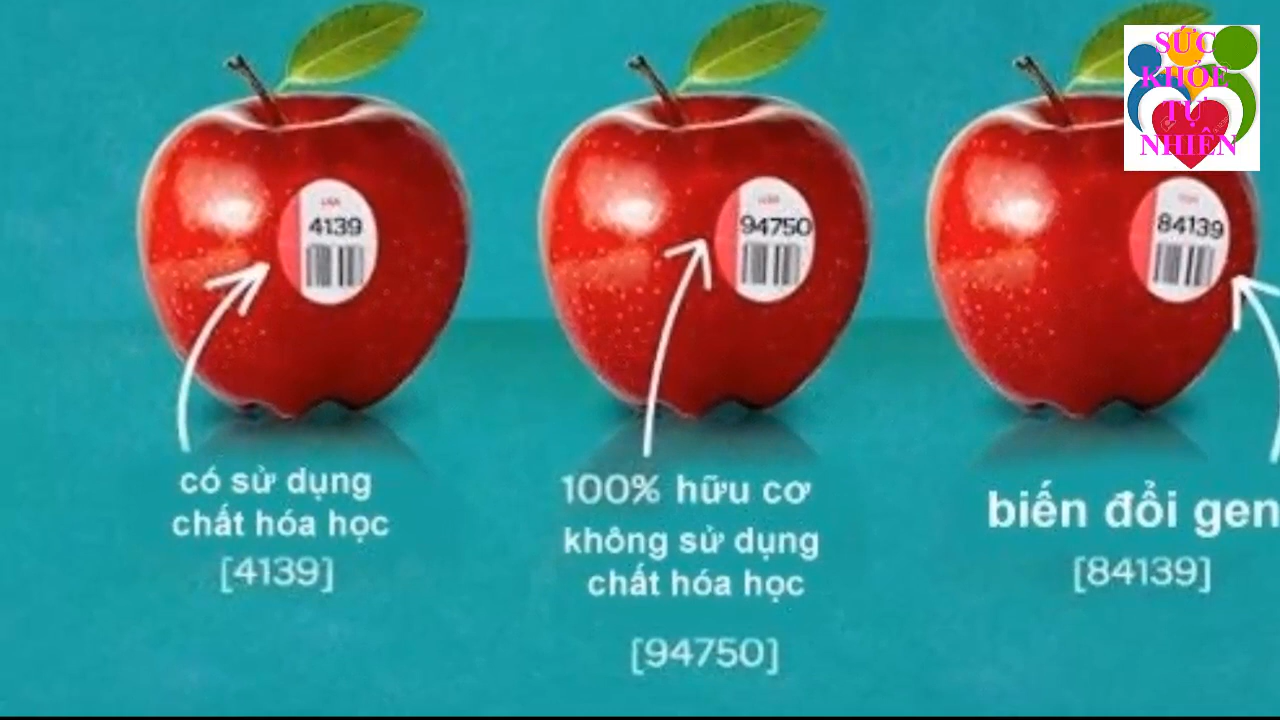 SỨC
KHỎE
TỰ
NHIÊN
USA
4139
94750
84139
có sử dụng
chất hóa học
[4139]
100% hữu cơ
không sử dụng
chất hóa học
[94750]
biến đổi gen
[84139]